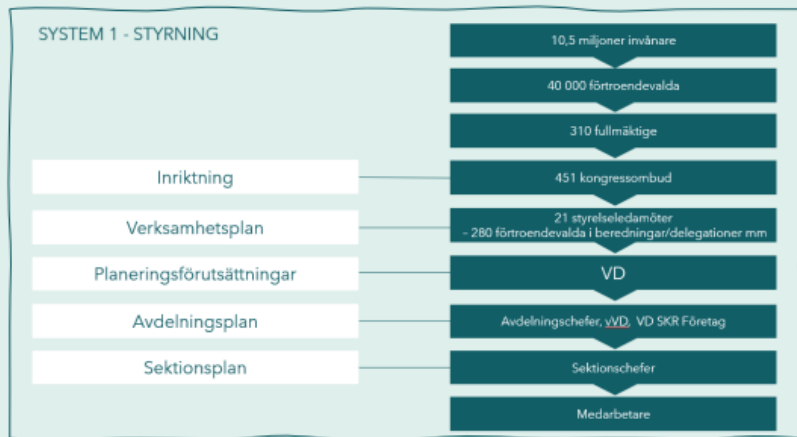 SYSTEM 1 - STYRNING
10,5 miljoner invånare
40 000 förtroendevalda
310 fullmäktige
Inriktning
451 kongressombud
Verksamhetsplan
21 styrelseledamöter
- 280 förtroendevalda i beredningar/delegationer mm
Planeringsförutsättningar
VD
Avdelningsplan
Avdelningschefer, vVD, VD SKR Företag
Sektionsplan
Sektionschefer
Medarbetare